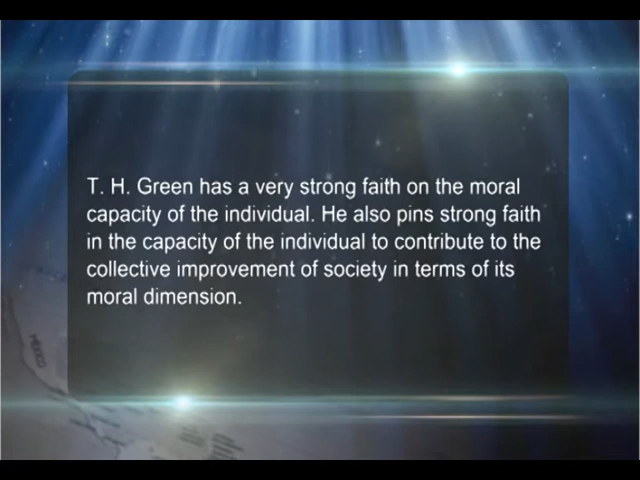 T. H. Green has a very strong faith on the moral
capacity of the individual. He also pins strong faith
in the capacity of the individual to contribute to the
collective improvement of society in terms of its
moral dimension.
MEXICO